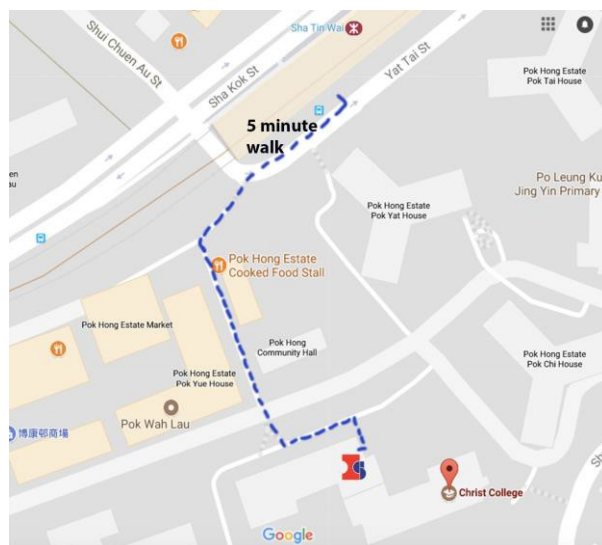 Sha Tin Wai
Shui Chuen Au St
Sha Kok St
Yat Tai St
Pok Hong Estate
Pok Tai House
5 minute
walk
Po Leung Ku
Jing Yin Primary
Pok Hong Estate
Pok Yat House
Pok Hong Estate
Cooked Food Stall
Pok Hong Estate Market
Pok Hong
Community Hall
Pok Hong Estate
Pok Yue House
Pok Hong Estate
Pok Chi House
Pok Wah Lau
博康邨商場
Christ College
Google